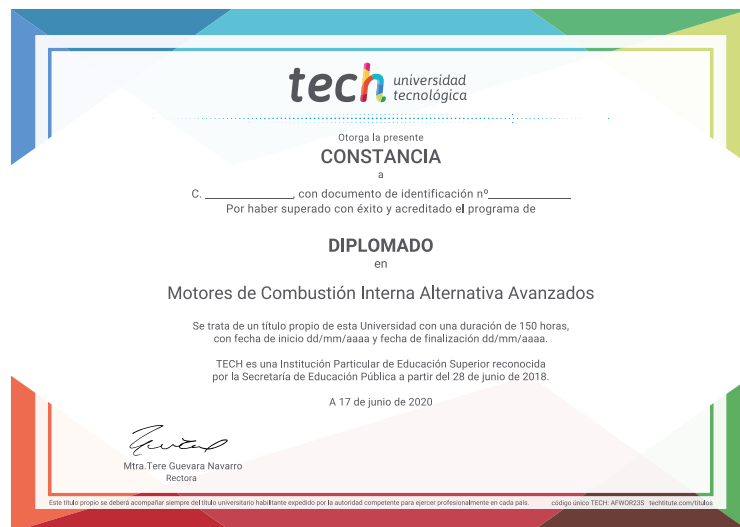 tech universidad
tecnológica
Otorga la presente
CONSTANCIA
a
C. ______________, con documento de identificación nº______________
Por haber superado con éxito y acreditado el programa de
DIPLOMADO
en
Motores de Combustión Interna Alternativa Avanzados
Se trata de un título propio de esta Universidad con una duración de 150 horas,
con fecha de inicio dd/mm/aaaa y fecha de finalización dd/mm/aaaa.
TECH es una Institución Particular de Educación Superior reconocida
por la Secretaría de Educación Pública a partir del 28 de junio de 2018.
A 17 de junio de 2020
Mtra.Tere Guevara Navarro
Rectora
Este título propio se deberá acompañar siempre del título universitario habilitante expedido por la autoridad competente para ejercer profesionalmente en cada país. código único TECH: AFWOR23S techtitute.com/titulos